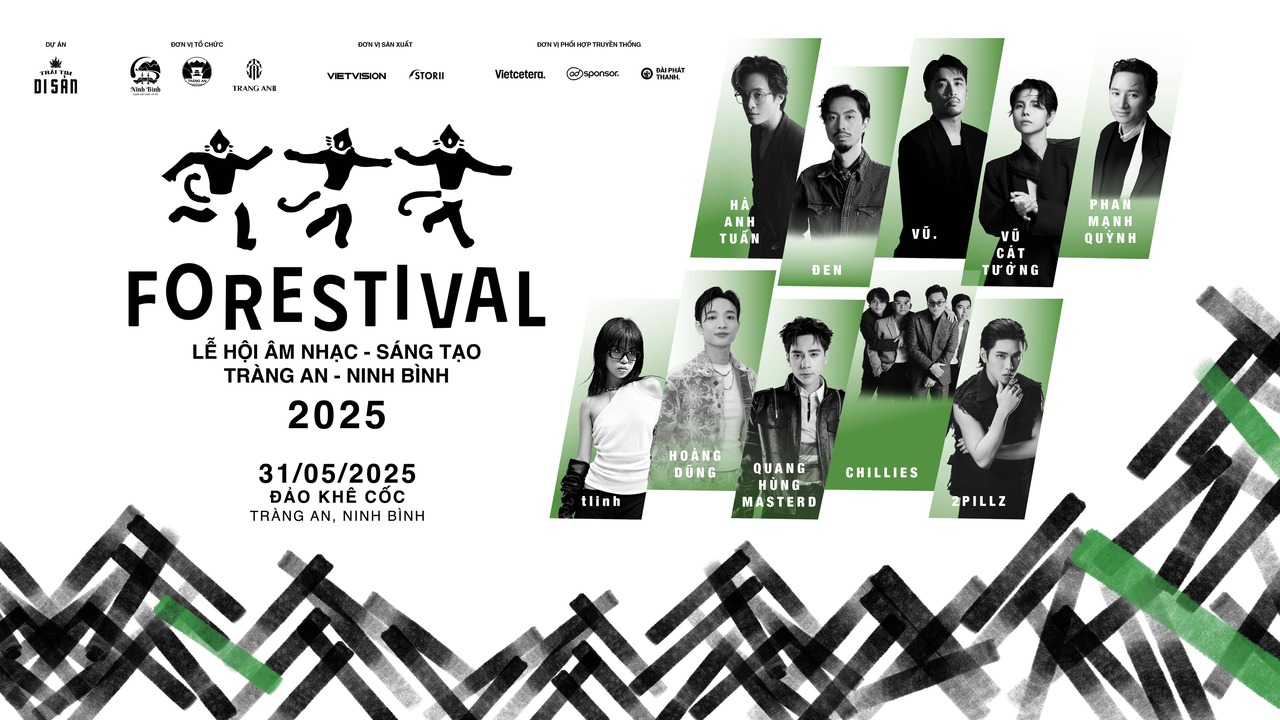 DỰ ÁN
TRÁI TIM
DI SẢN
ĐƠN VỊ TỔ CHỨC
Ninh Bình
TRANG AN
TRANG AN
ĐƠN VỊ SẢN XUẤT
VIETVISION
STORII
ĐƠN VỊ PHỐI HỢP TRUYỀN THÔNG
Vietcetera.
adsponsor.
ĐÀI PHÁT
THANH.
FORESTIVAL
LỄ HỘI ÂM NHẠC - SÁNG TẠO
TRÀNG AN - NINH BÌNH
2025
31/05/2025
ĐẢO KHÊ CỐC
TRÀNG AN, NINH BÌNH
HÀ
ANH
TUẤN
ĐEN
VŨ.
VŨ
CÁT
TƯỜNG
PHAN
MẠNH
QUỲNH
tlinh
HOÀNG
DŨNG
QUANG
HÙNG
MASTERD
CHILLIES
2PILLZ